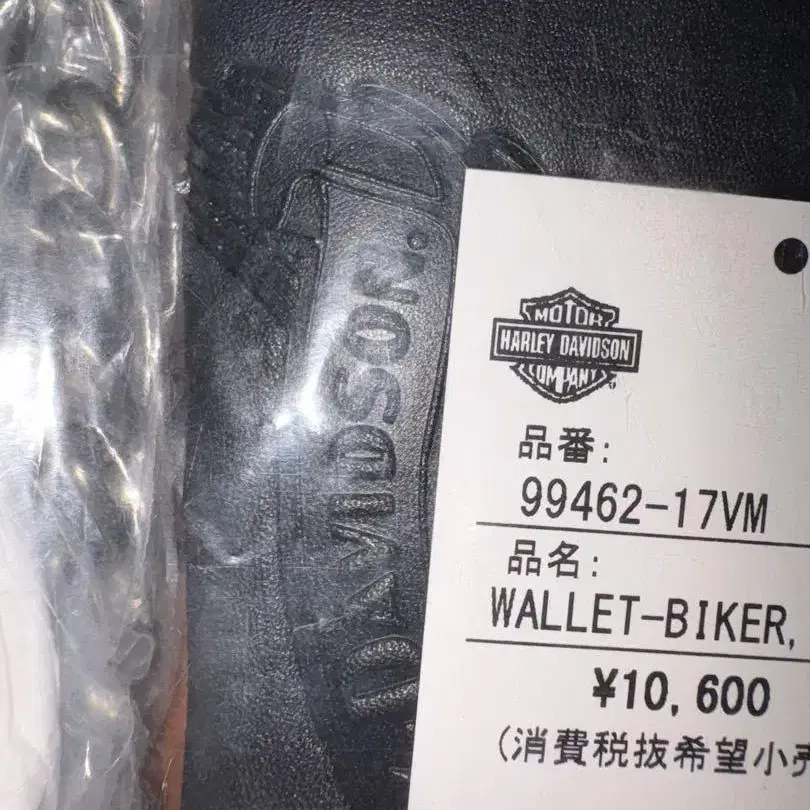 DAVIDSON.
MOTOR
HARLEY DAVIDSON
COMPANY
品番:
99462-17VM
品名:
WALLET-BIKER,
¥10,600
(消費税抜希望小売